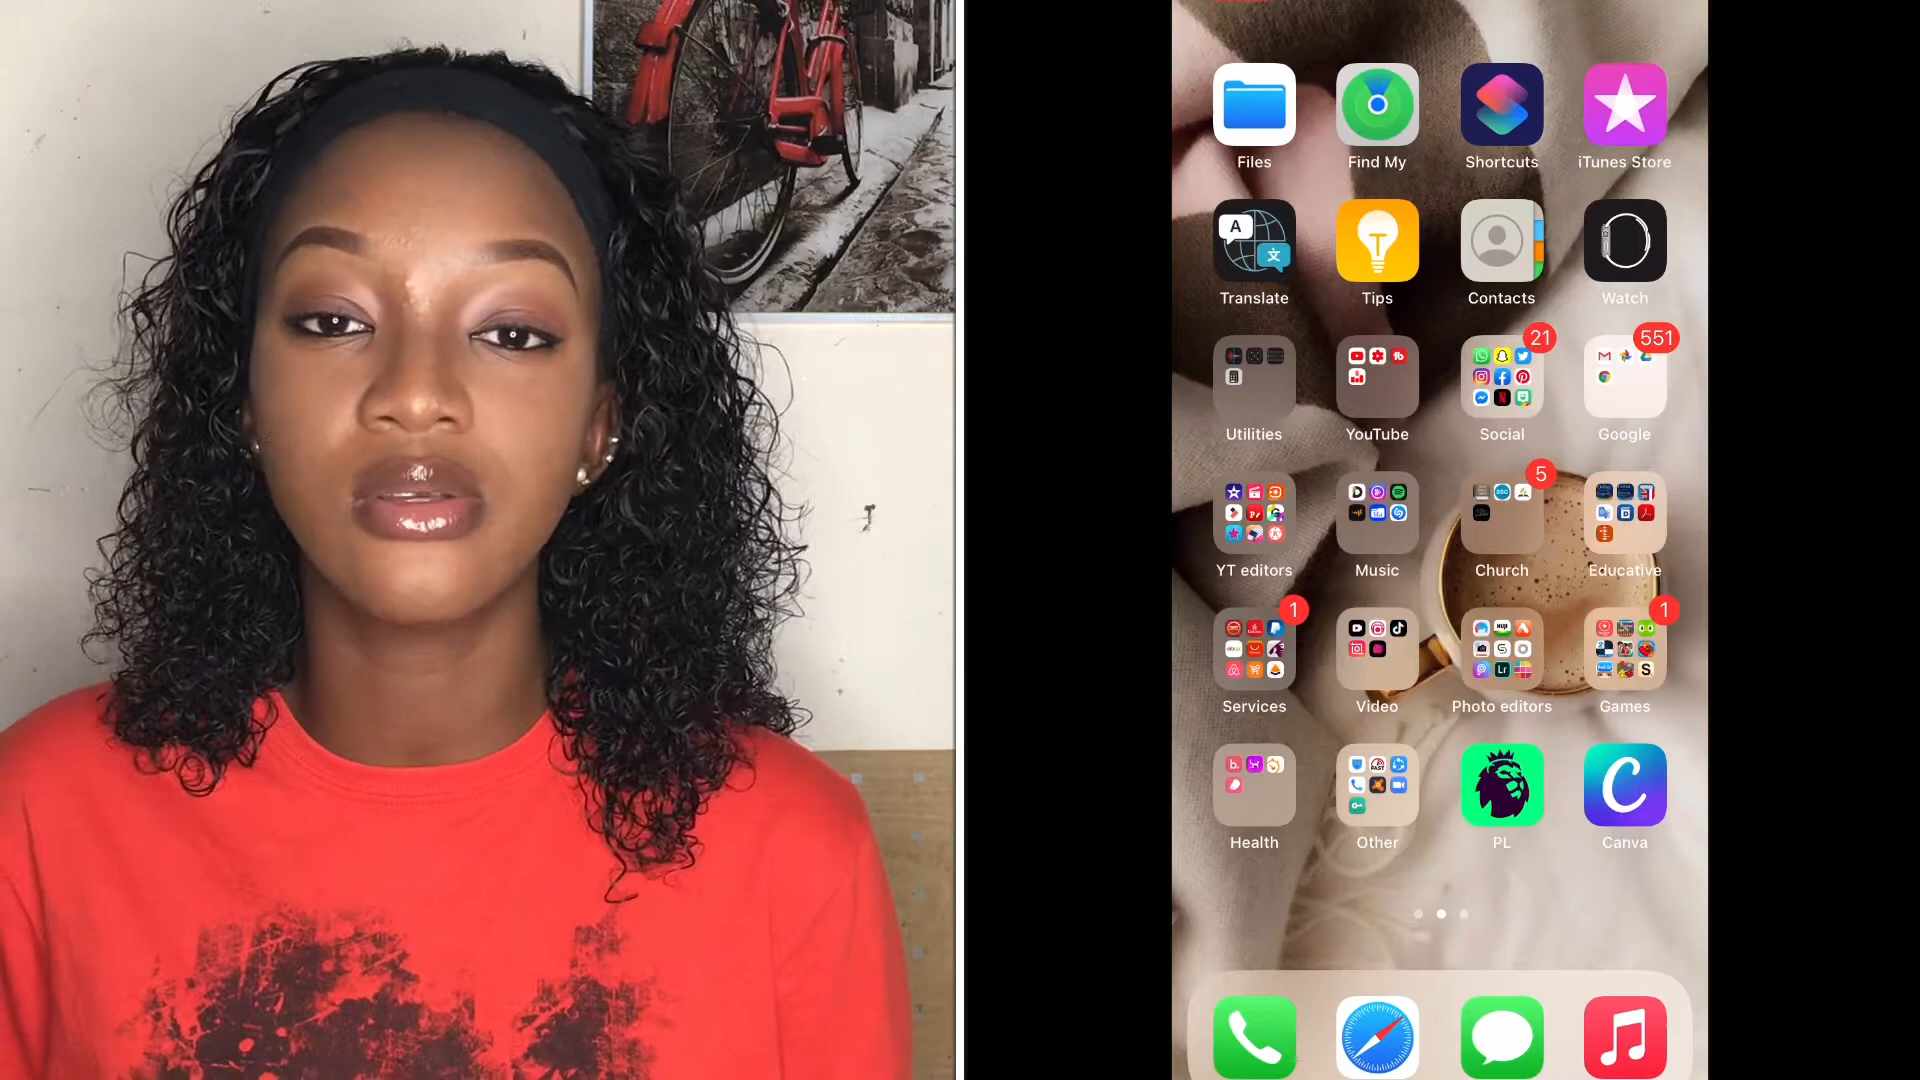 Files Find My Shortcuts iTunes Store
A
文
Translate Tips Contacts Watch
21 551
Utilities YouTube Social Google
5
YT editors Music Church Educative
1 1
Services Video Photo editors Games
Health Other PL Canva